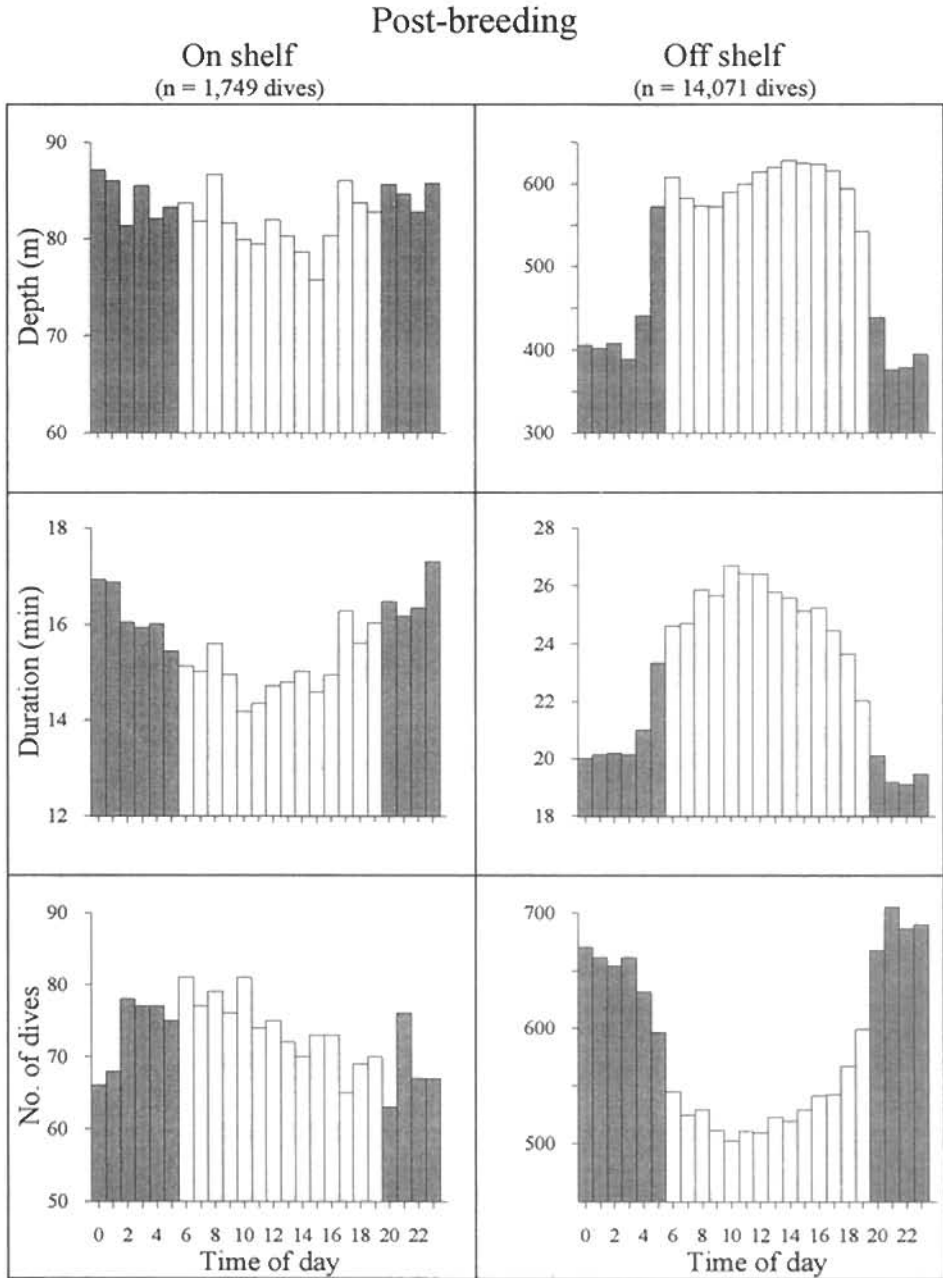 Post-breeding
On shelf
(n = 1,749 dives)
Off shelf
(n = 14,071 dives)
Depth (m)
90
80
70
60
600
500
400
300
Duration (min)
18
16
14
12
28
26
24
22
20
18
No. of dives
90
80
70
60
50
700
600
500
0 2 4 6 8 10 12 14 16 18 20 22
Time of day
0 2 4 6 8 10 12 14 16 18 20 22
Time of day